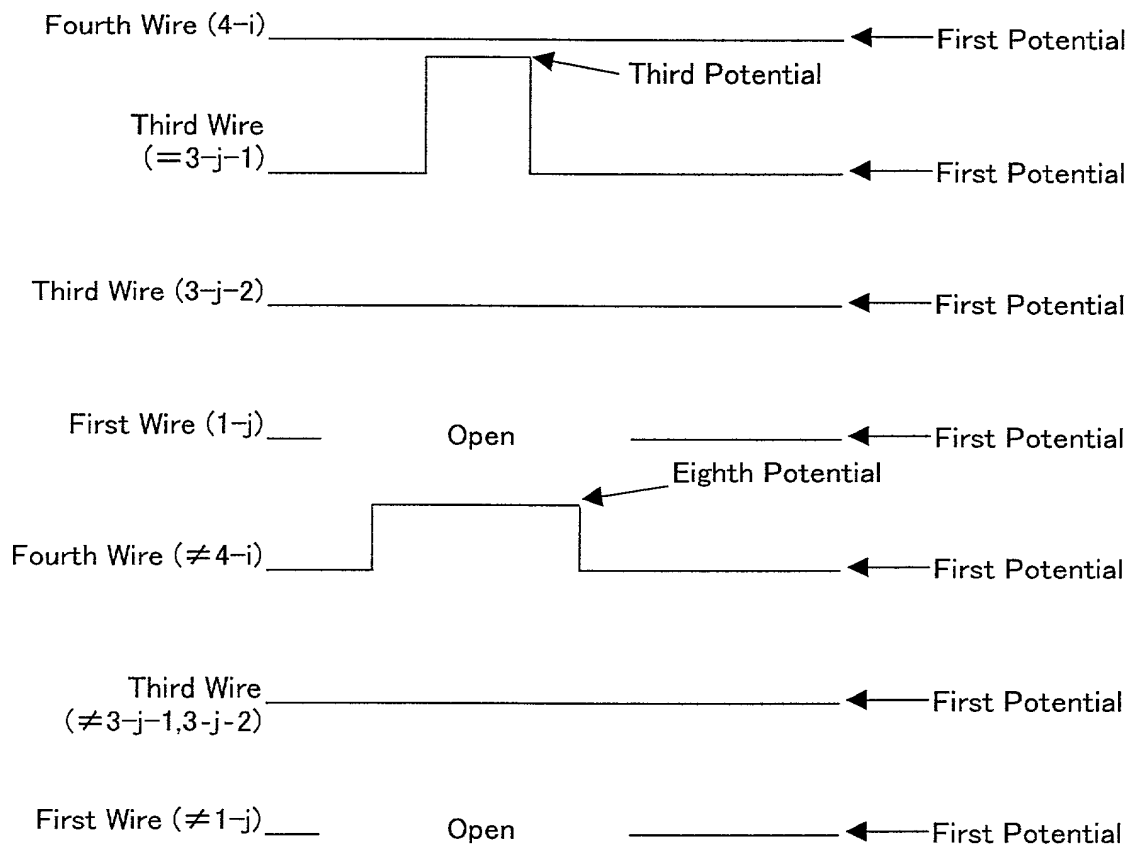 Fourth Wire (4-i)
First Potential
Third Potential
Third Wire
(=3-j-1)
First Potential
Third Wire (3-j-2)
First Potential
First Wire (1-j)
Open
First Potential
Eighth Potential
Fourth Wire (≠4-i)
First Potential
Third Wire
(≠3-j-1,3-j-2)
First Potential
First Wire (≠1-j)
Open
First Potential